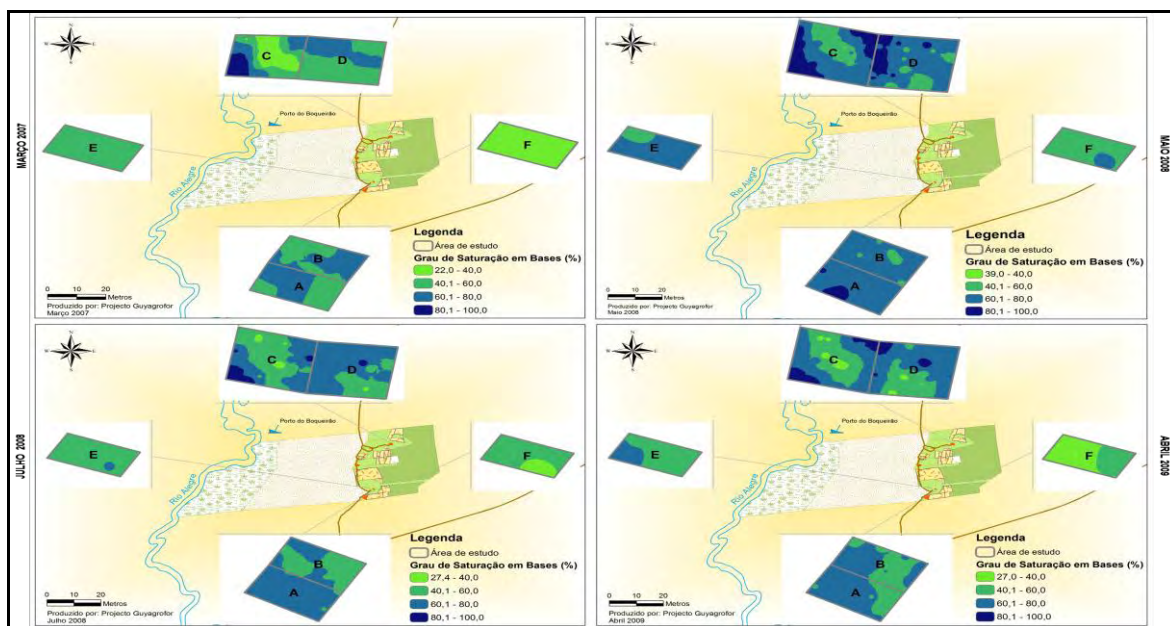 MARÇO 2007
N
W E
S
C
D
Porto do Boqueirão
E
F
Rio Alegre
B
A
Legenda
Área de estudo
Grau de Saturação em Bases (%)
22,0 - 40,0
40,1 - 60,0
60,1 - 80,0
80,1 - 100,0
0 10 20
Metros
Produzido por: Projecto Guyagrofor
Março 2007
MAIO 2008
N
W E
S
C
D
Porto do Boqueirão
E
F
Rio Alegre
B
A
Legenda
Área de estudo
Grau de Saturação em Bases (%)
39,0 - 40,0
40,1 - 60,0
60,1 - 80,0
80,1 - 100,0
0 10 20
Metros
Produzido por: Projecto Guyagrofor
Maio 2008
JULHO 2008
N
W E
S
C
D
Porto do Boqueirão
E
F
Rio Alegre
B
A
Legenda
Área de estudo
Grau de Saturação em Bases (%)
27,4 - 40,0
40,1 - 60,0
60,1 - 80,0
80,1 - 100,0
0 10 20
Metros
Produzido por: Projecto Guyagrofor
Julho 2008
ABRIL 2009
N
W E
S
C
D
Porto do Boqueirão
E
F
Rio Alegre
B
A
Legenda
Área de estudo
Grau de Saturação em Bases (%)
27,0 - 40,0
40,1 - 60,0
60,1 - 80,0
80,1 - 100,0
0 10 20
Metros
Produzido por: Projecto Guyagrofor
Abril 2009